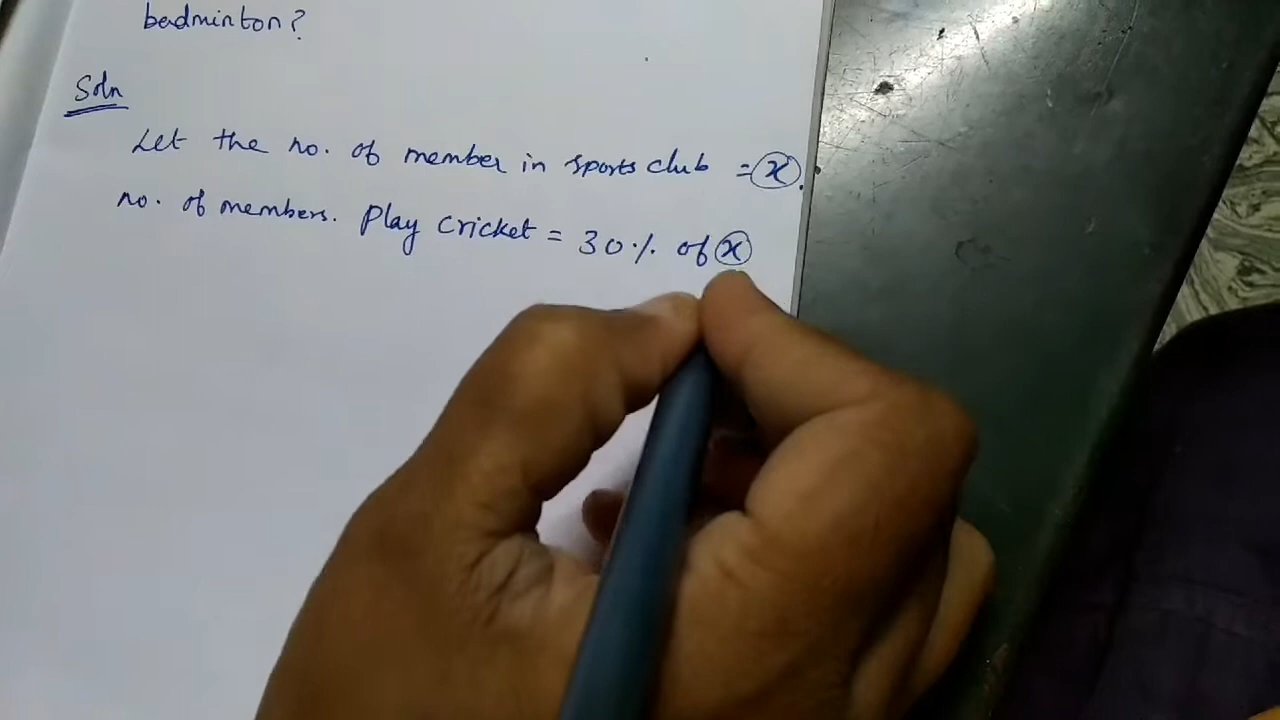 badminton?
Soln
Let the no. of member in sports club = x.
no. of members. Play cricket = 30% of x